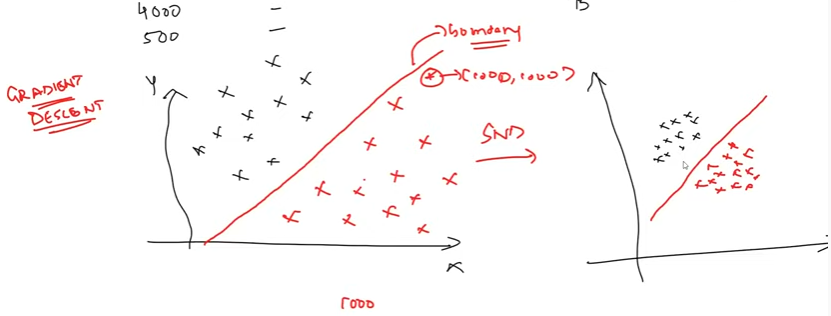 4000 —
500 —
B
boundary
GRADIENT
DESCENT
Y
(1000, 1000)
SND
X
1000